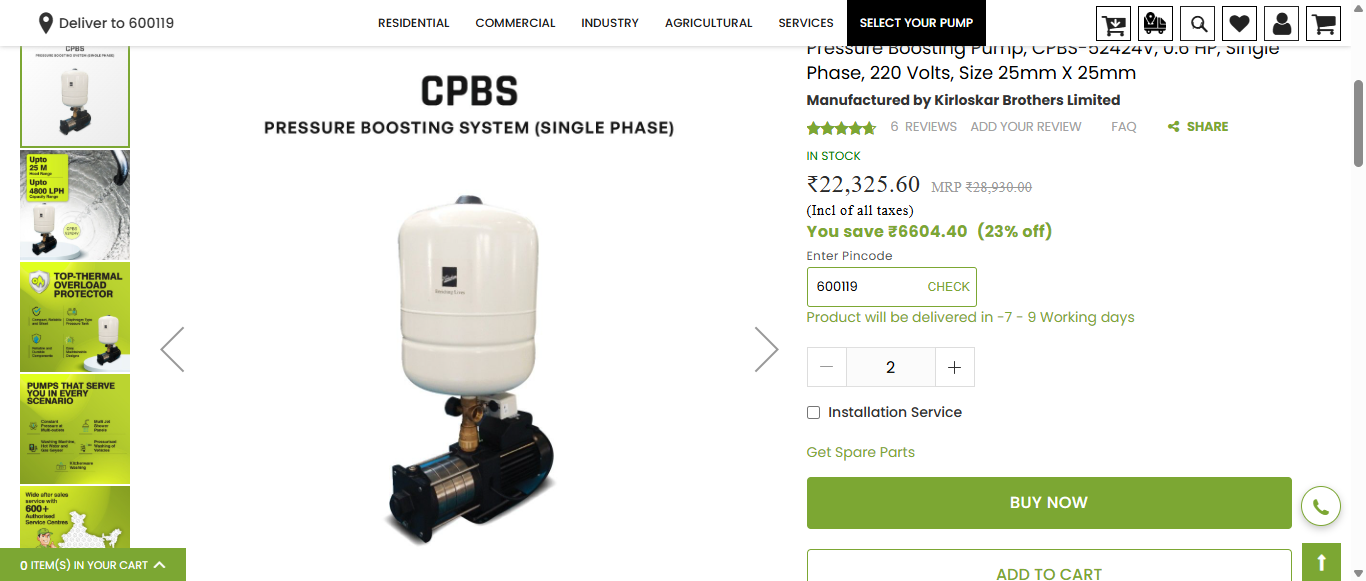 Deliver to 600119
RESIDENTIAL COMMERCIAL INDUSTRY AGRICULTURAL SERVICES SELECT YOUR PUMP
CPBS
PRESSURE BOOSTING SYSTEM (SINGLE PHASE)
Upto
25 M
Head Range
Upto
4800 LPH
Capacity Range
TOP-THERMAL
OVERLOAD
PROTECTOR
PUMPS THAT SERVE
YOU IN EVERY
SCENARIO
Wide after sales
service with
600+
Authorised
Service Centres
0 ITEM(S) IN YOUR CART
CPBS
PRESSURE BOOSTING SYSTEM (SINGLE PHASE)
Pressure Boosting Pump, CPBS-52424V, 0.6 HP, Single
Phase, 220 Volts, Size 25mm X 25mm
Manufactured by Kirloskar Brothers Limited
6 REVIEWS ADD YOUR REVIEW FAQ SHARE
IN STOCK
₹22,325.60 MRP ₹28,930.00
(Incl of all taxes)
You save ₹6604.40 (23% off)
Enter Pincode
600119 CHECK
Product will be delivered in -7 - 9 Working days
2
Installation Service
Get Spare Parts
BUY NOW
ADD TO CART